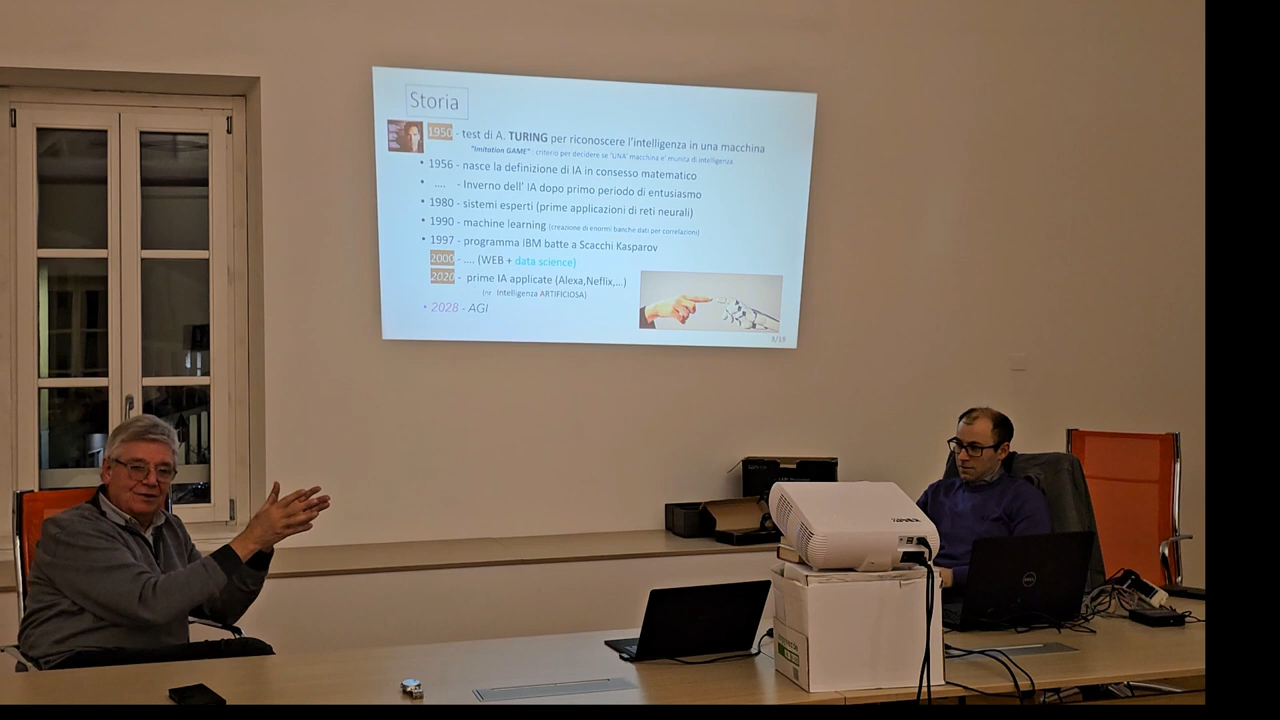 Storia
1950 - test di A. TURING per riconoscere l'intelligenza in una macchina
"Imitation GAME" : criterio per decidere se 'UNA' macchina e' munita di intelligenza
• 1956 - nasce la definizione di IA in consesso matematico
• .... - Inverno dell' IA dopo primo periodo di entusiasmo
• 1980 - sistemi esperti (prime applicazioni di reti neurali)
• 1990 - machine learning (creazione di enormi banche dati per correlazioni)
• 1997 - programma IBM batte a Scacchi Kasparov
2000 - .... (WEB + data science)
2020 - prime IA applicate (Alexa,Neflix,...)
Intelligenza ARTIFICIOSA)
• 2028 - AGI
3/19
DELL